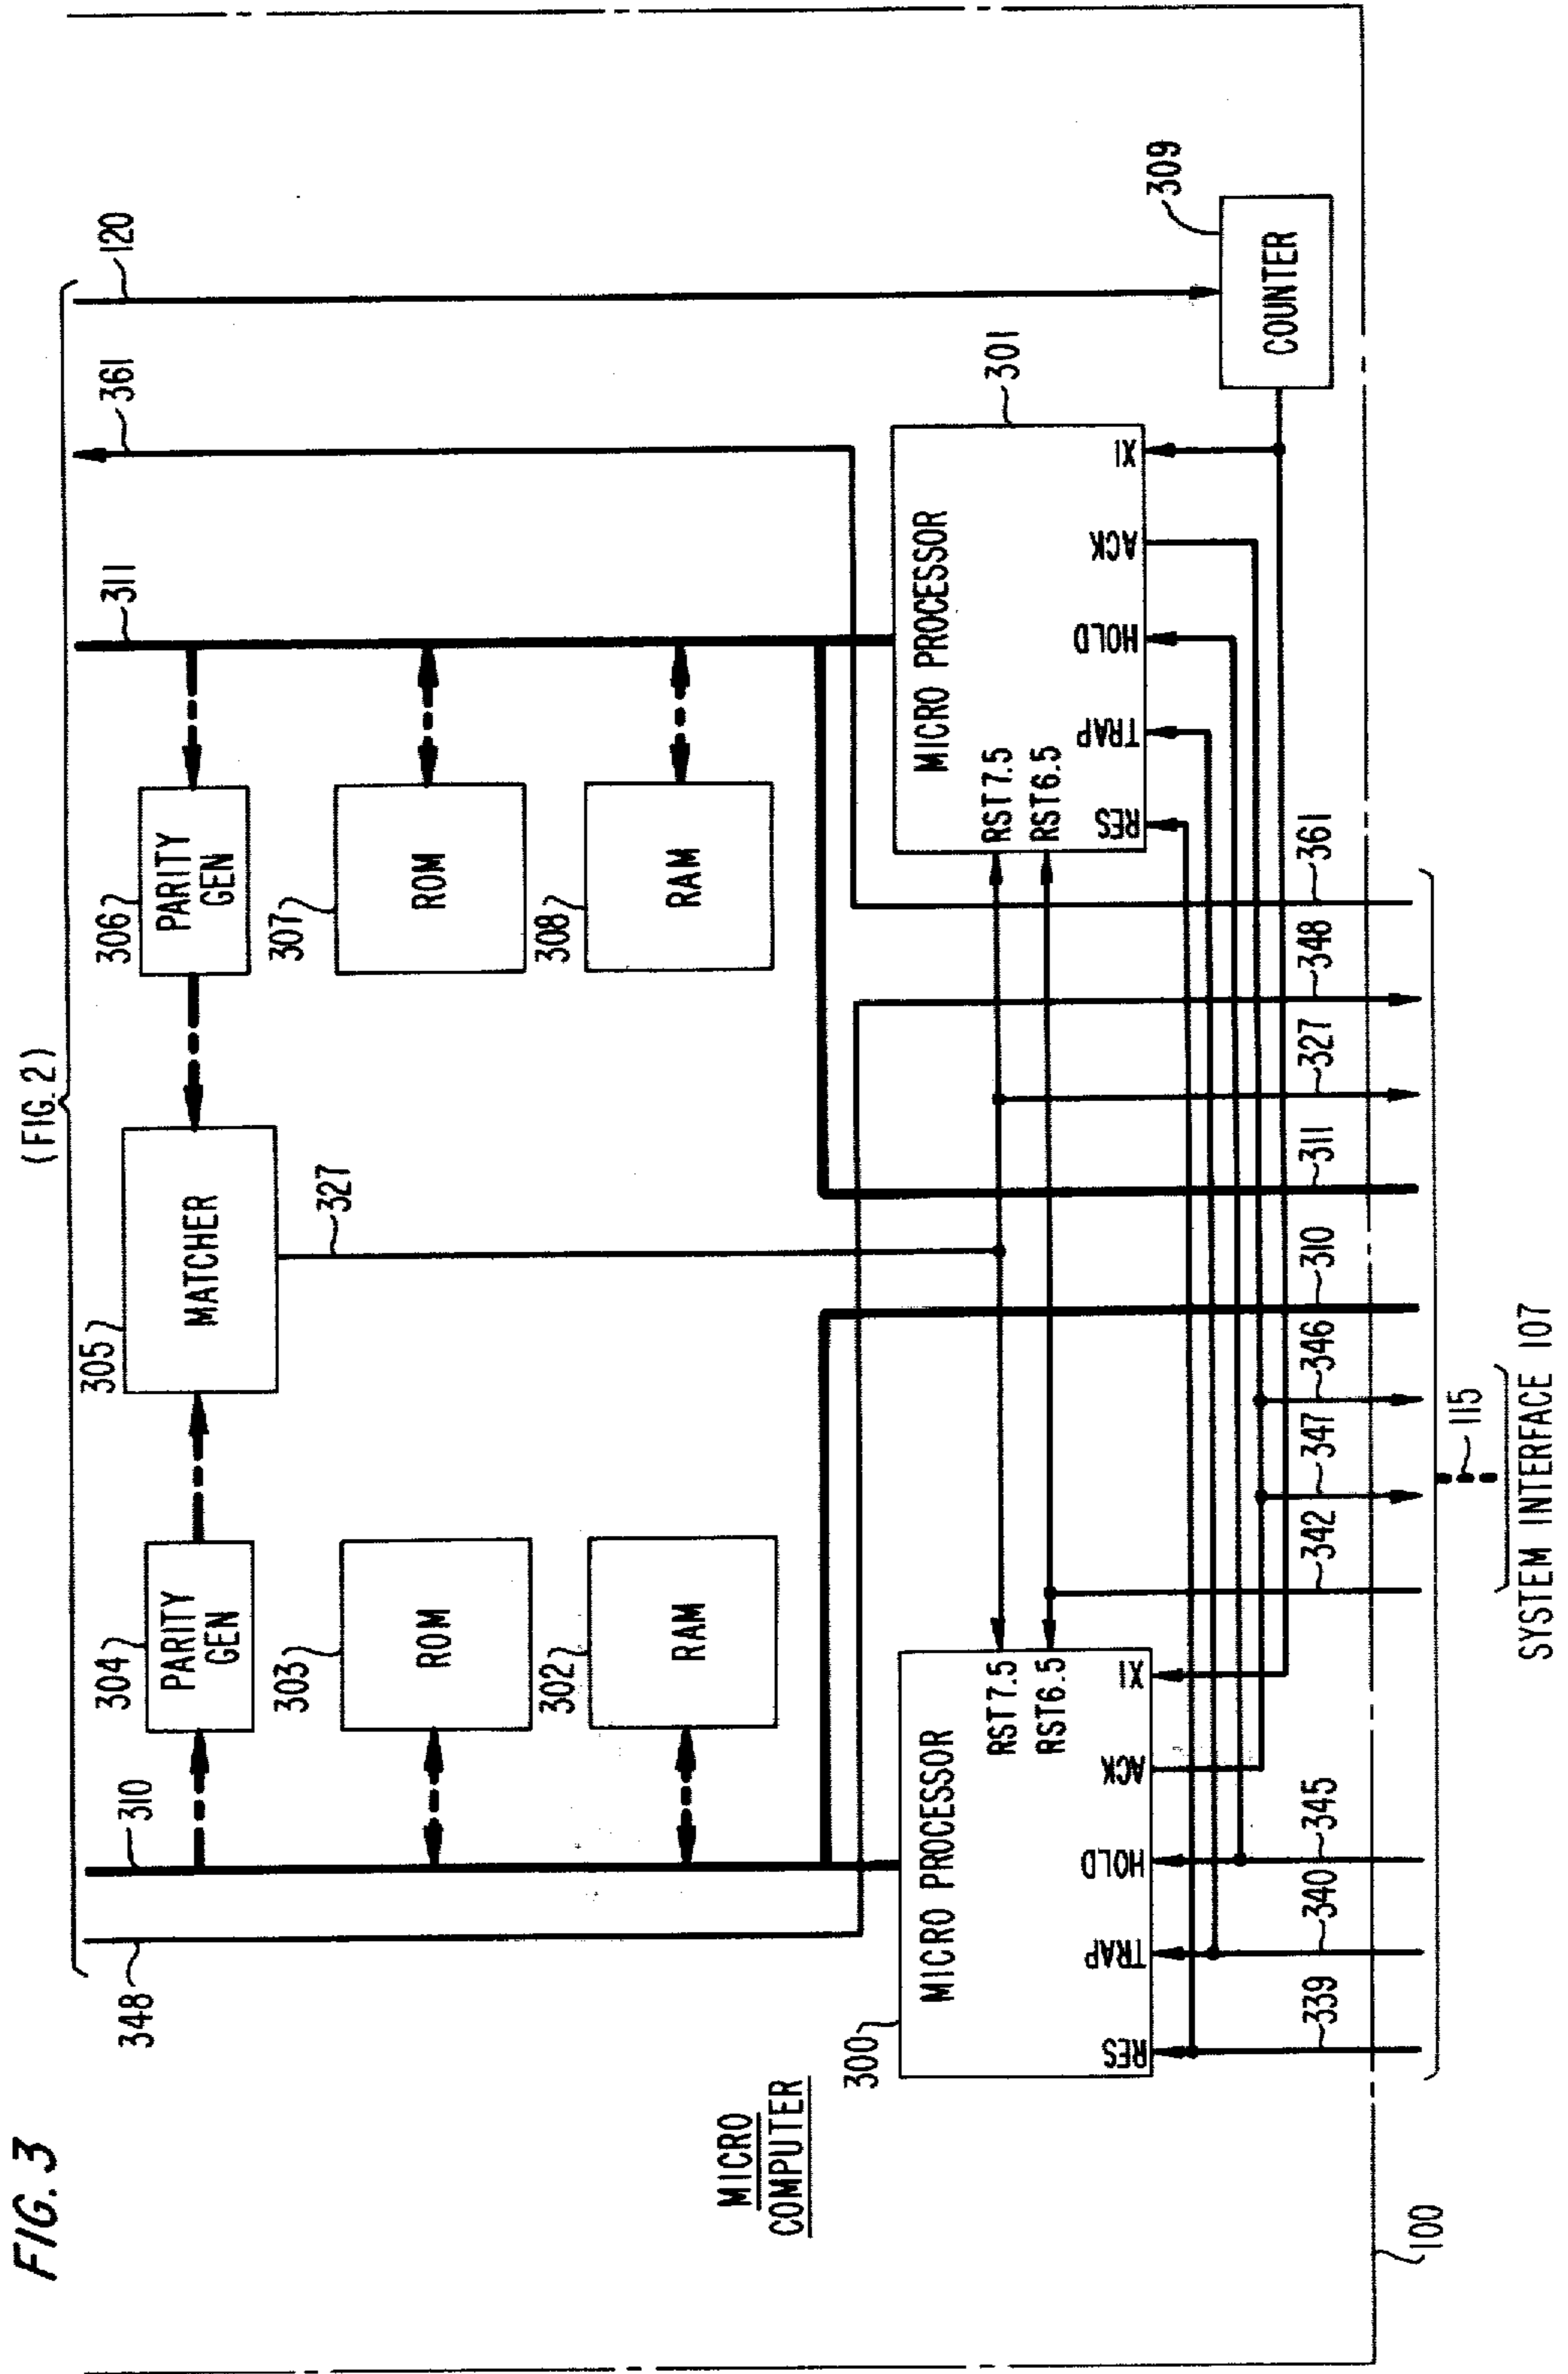 FIG. 3
(FIG. 2)
348
310
311
361
120
304
PARITY
GEN
305
MATCHER
306
PARITY
GEN
303
ROM
307
ROM
327
302
RAM
308
RAM
MICRO
COMPUTER
300
MICRO PROCESSOR
RST7.5
RST6.5
RES
TRAP
HOLD
ACK
X1
301
MICRO PROCESSOR
RST7.5
RST6.5
RES
TRAP
HOLD
ACK
X1
309
COUNTER
339
340
345
342
347
346
310
311
327
348
361
100
115
SYSTEM INTERFACE 107